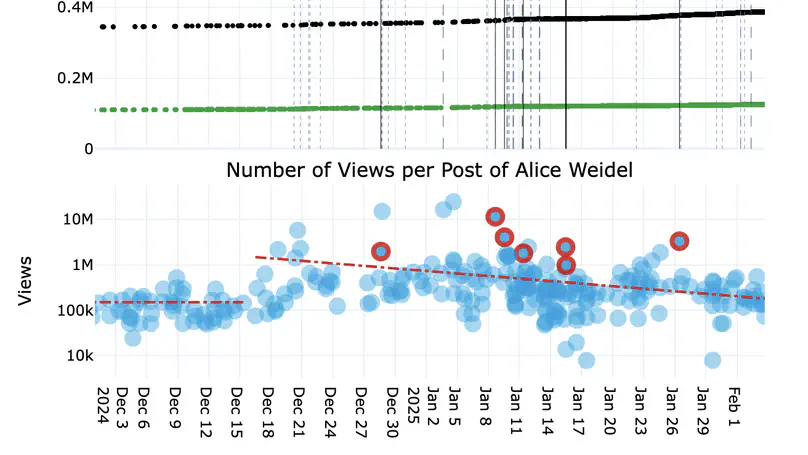 0.4M
0.2M
0
Number of Views per Post of Alice Weidel
Views
10M
1M
100k
10k
2024
Dec 3
Dec 6
Dec 9
Dec 12
Dec 15
Dec 18
Dec 21
Dec 24
Dec 27
Dec 30
2025
Jan 2
Jan 5
Jan 8
Jan 11
Jan 14
Jan 17
Jan 20
Jan 23
Jan 26
Jan 29
Feb 1